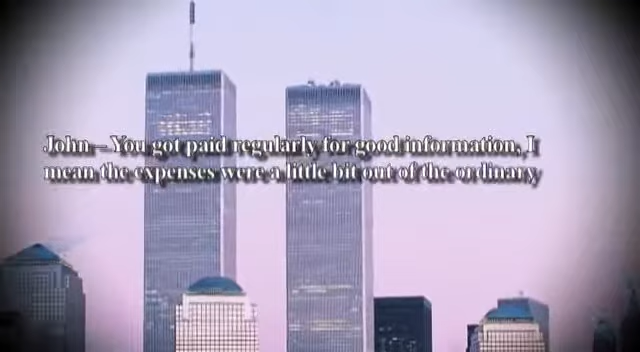 John – You got paid regularly for good information, I
mean the expenses were a little bit out of the ordinary,